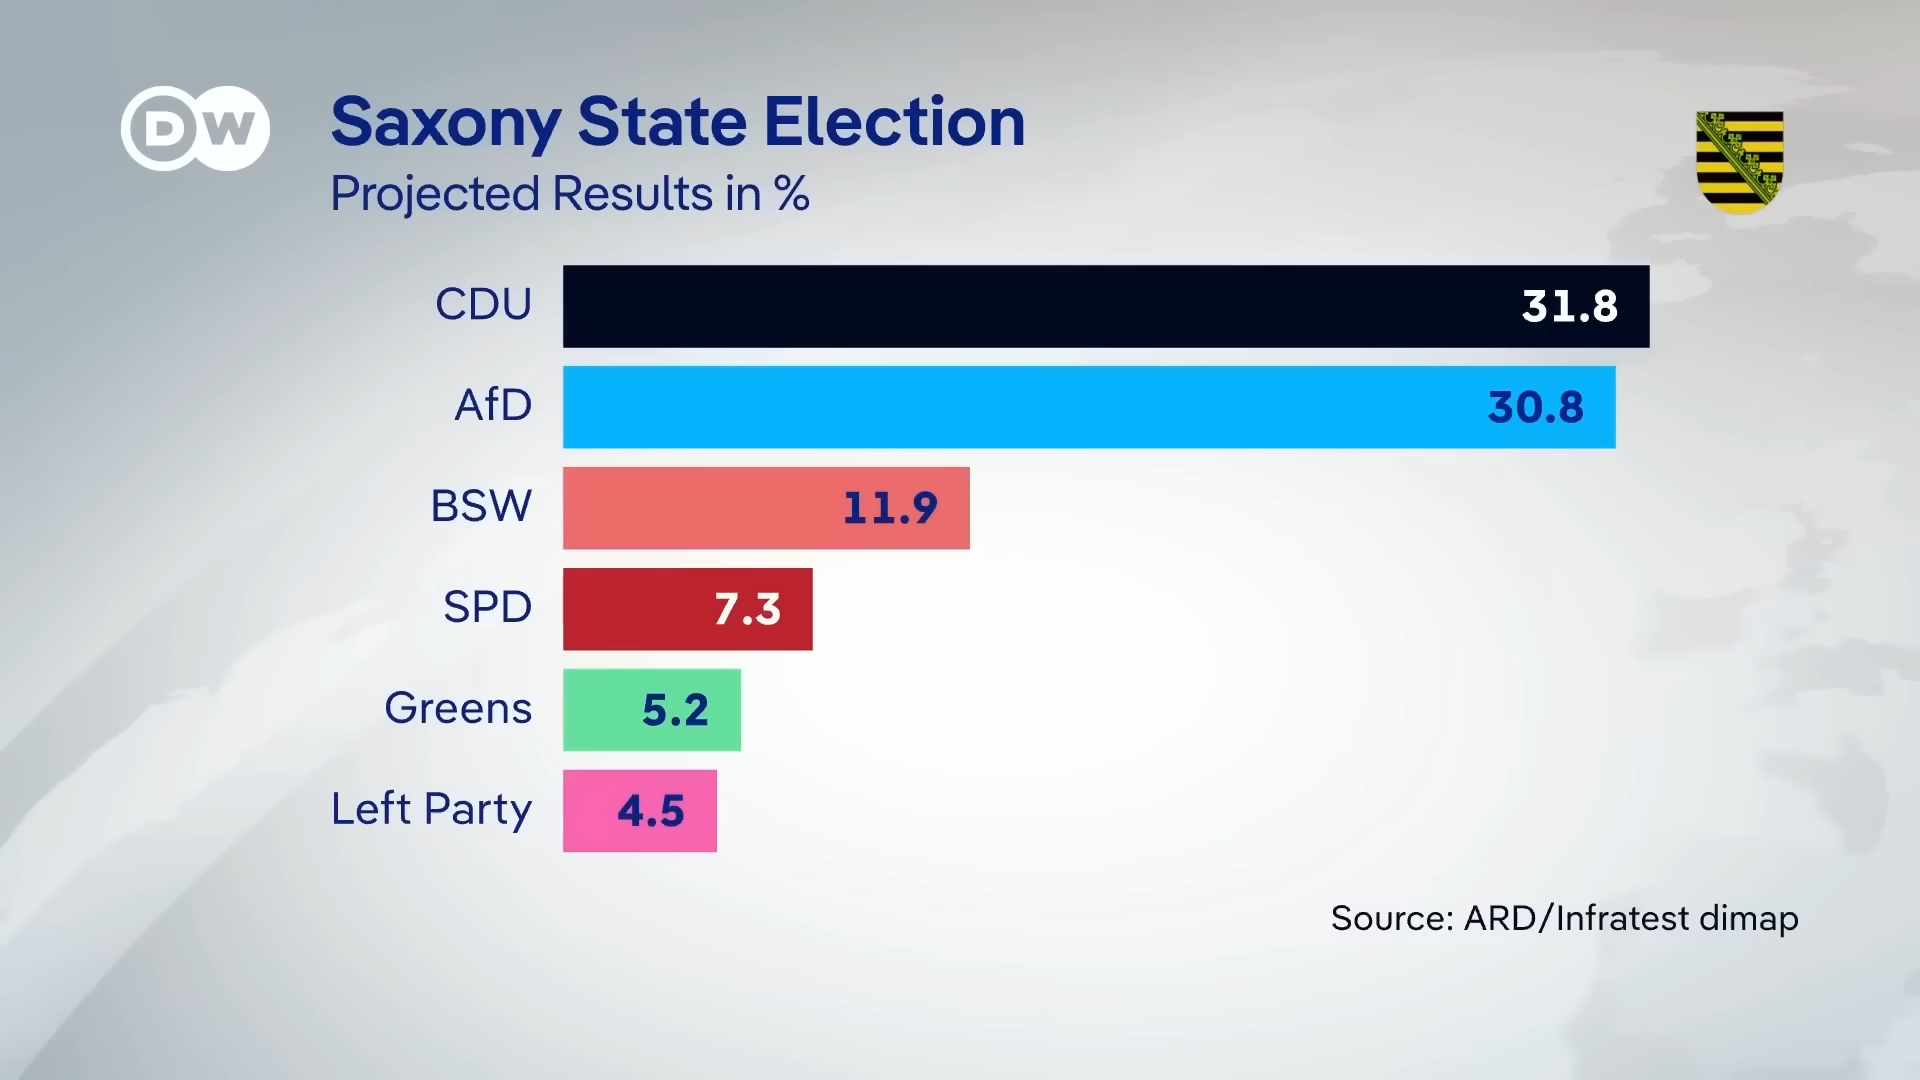 DW
Saxony State Election
Projected Results in %
CDU 31.8
AfD 30.8
BSW 11.9
SPD 7.3
Greens 5.2
Left Party 4.5
Source: ARD/Infratest dimap